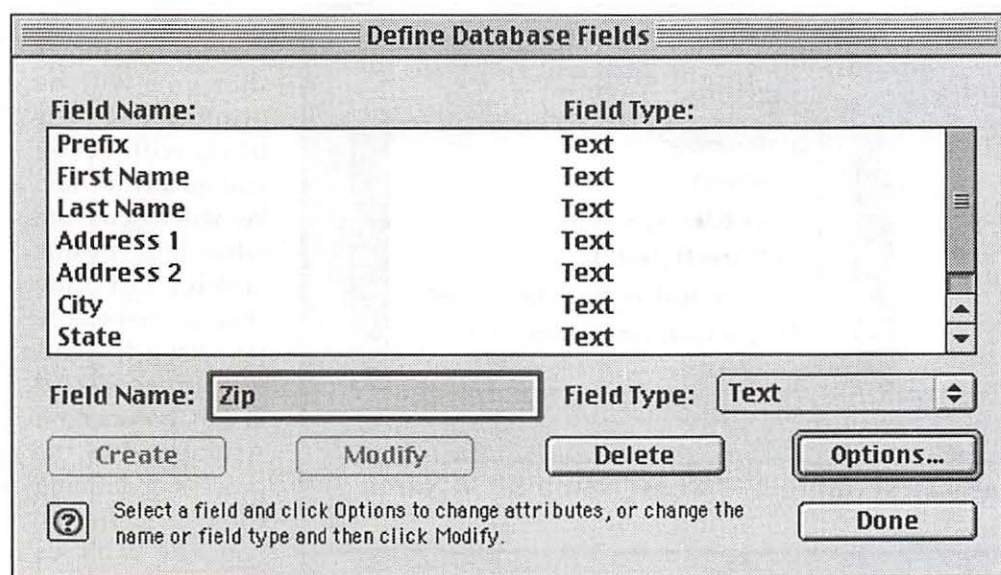 Define Database Fields
Field Name: Field Type:
Prefix Text
First Name Text
Last Name Text
Address 1 Text
Address 2 Text
City Text
State Text
Field Name: Zip Field Type: Text
Create Modify Delete Options...
Select a field and click Options to change attributes, or change the
name or field type and then click Modify.
Done